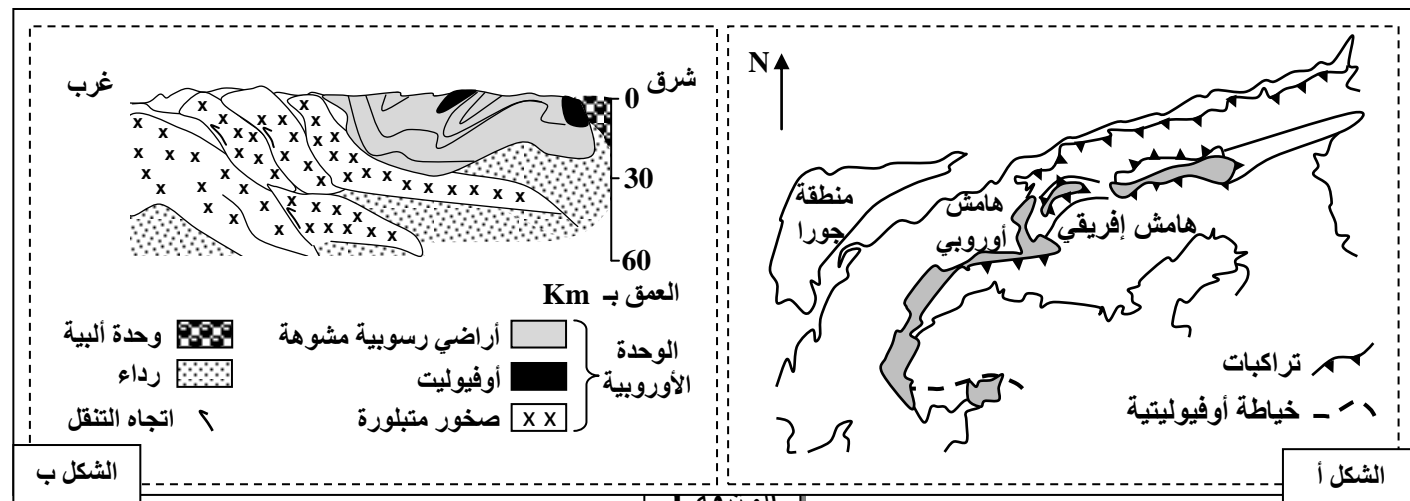 N
منطقة
جورا
هامش
أوروبي
هامش إفريقي
تراكبات
خياطة أوفيوليتية
الشكل أ
شرق
غرب
0
30
60
العمق بـ Km
الوحدة
الأوروبية
أراضي رسوبية مشوهة
أوفيوليت
صخور متبلورة
وحدة ألبية
رداء
اتجاه التنقل
الشكل ب